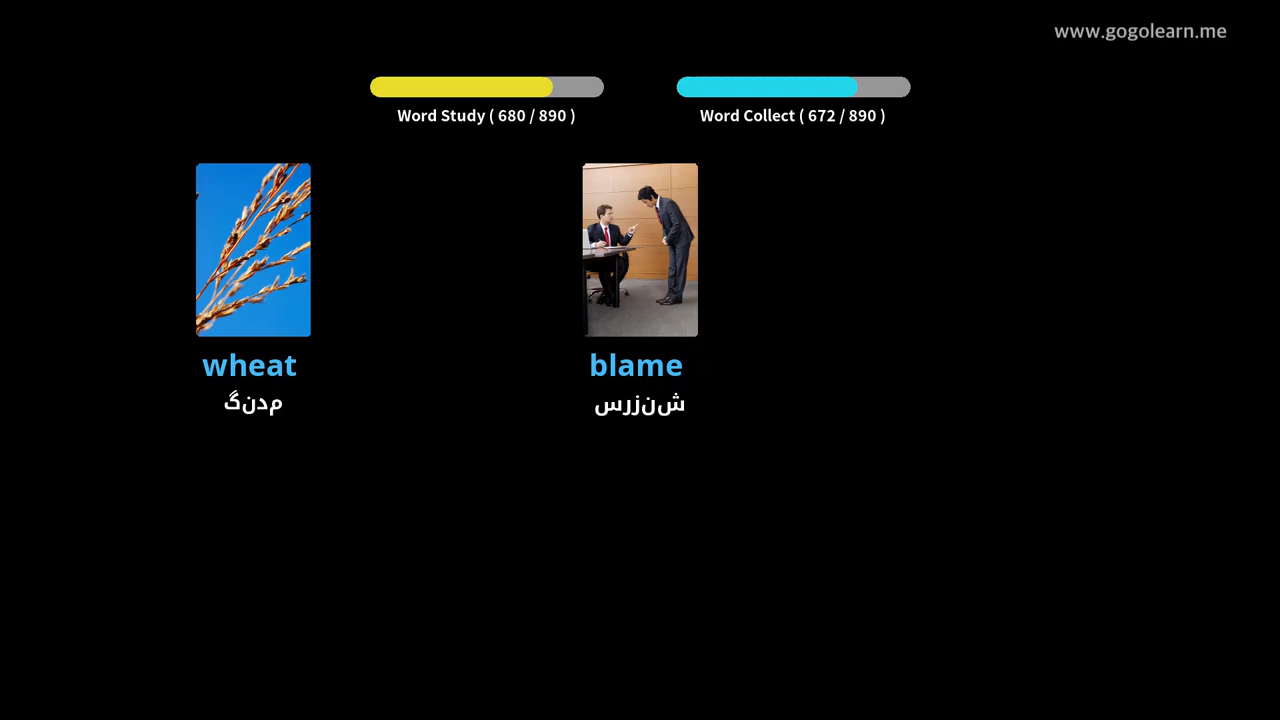 www.gogolearn.me
Word Study ( 680 / 890 )
Word Collect ( 672 / 890 )
wheat
مدنگ
blame
شنزرس